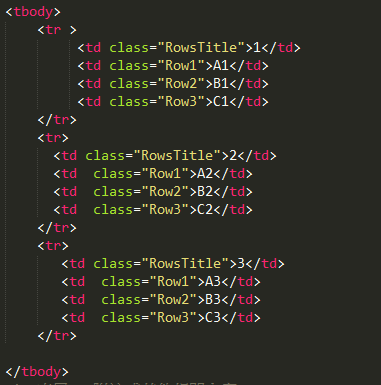 <tbody>
<tr >
<td class="RowsTitle">1</td>
<td class="Row1">A1</td>
<td class="Row2">B1</td>
<td class="Row3">C1</td>
</tr>
<tr>
<td class="RowsTitle">2</td>
<td  class="Row1">A2</td>
<td  class="Row2">B2</td>
<td  class="Row3">C2</td>
</tr>
<tr>
<td class="RowsTitle">3</td>
<td  class="Row1">A3</td>
<td  class="Row2">B3</td>
<td  class="Row3">C3</td>
</tr>
</tbody>